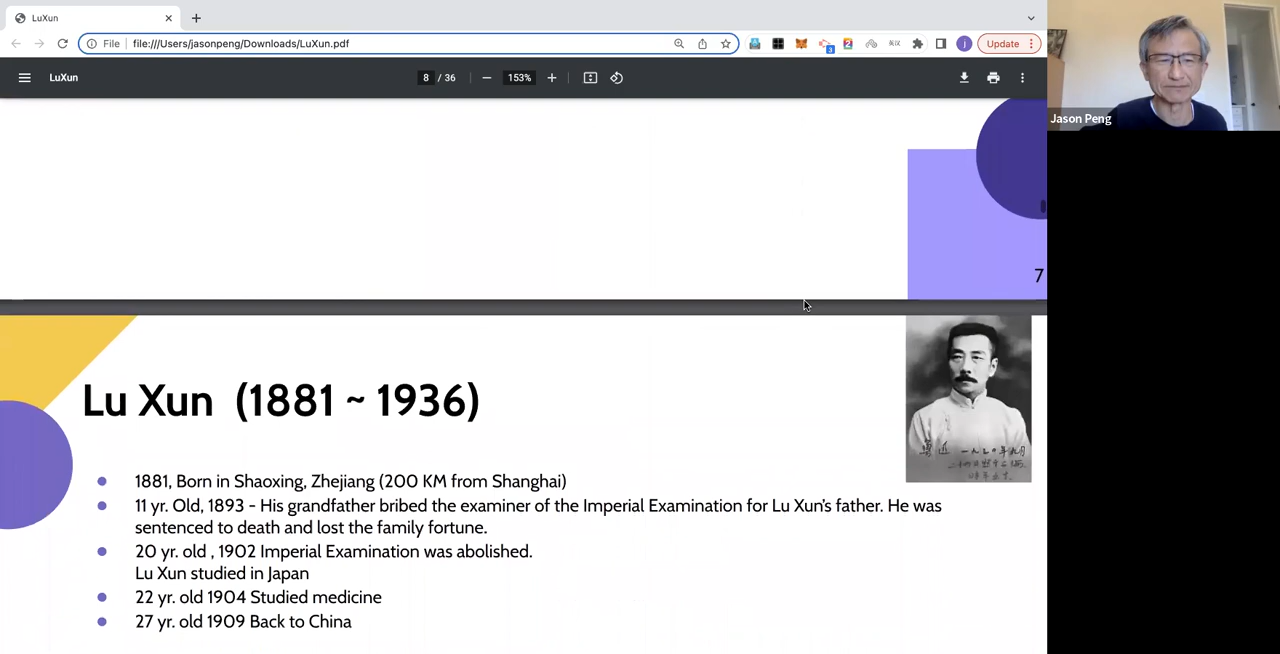 LuXun
File
file:///Users/jasonpeng/Downloads/LuXun.pdf
3
2
j
Update
LuXun
8 / 36
153%
Jason Peng
7
Lu Xun (1881 ~ 1936)
1881, Born in Shaoxing, Zhejiang (200 KM from Shanghai)
11 yr. Old, 1893 - His grandfather bribed the examiner of the Imperial Examination for Lu Xun's father. He was
sentenced to death and lost the family fortune.
20 yr. old , 1902 Imperial Examination was abolished.
Lu Xun studied in Japan
22 yr. old 1904 Studied medicine
27 yr. old 1909 Back to China